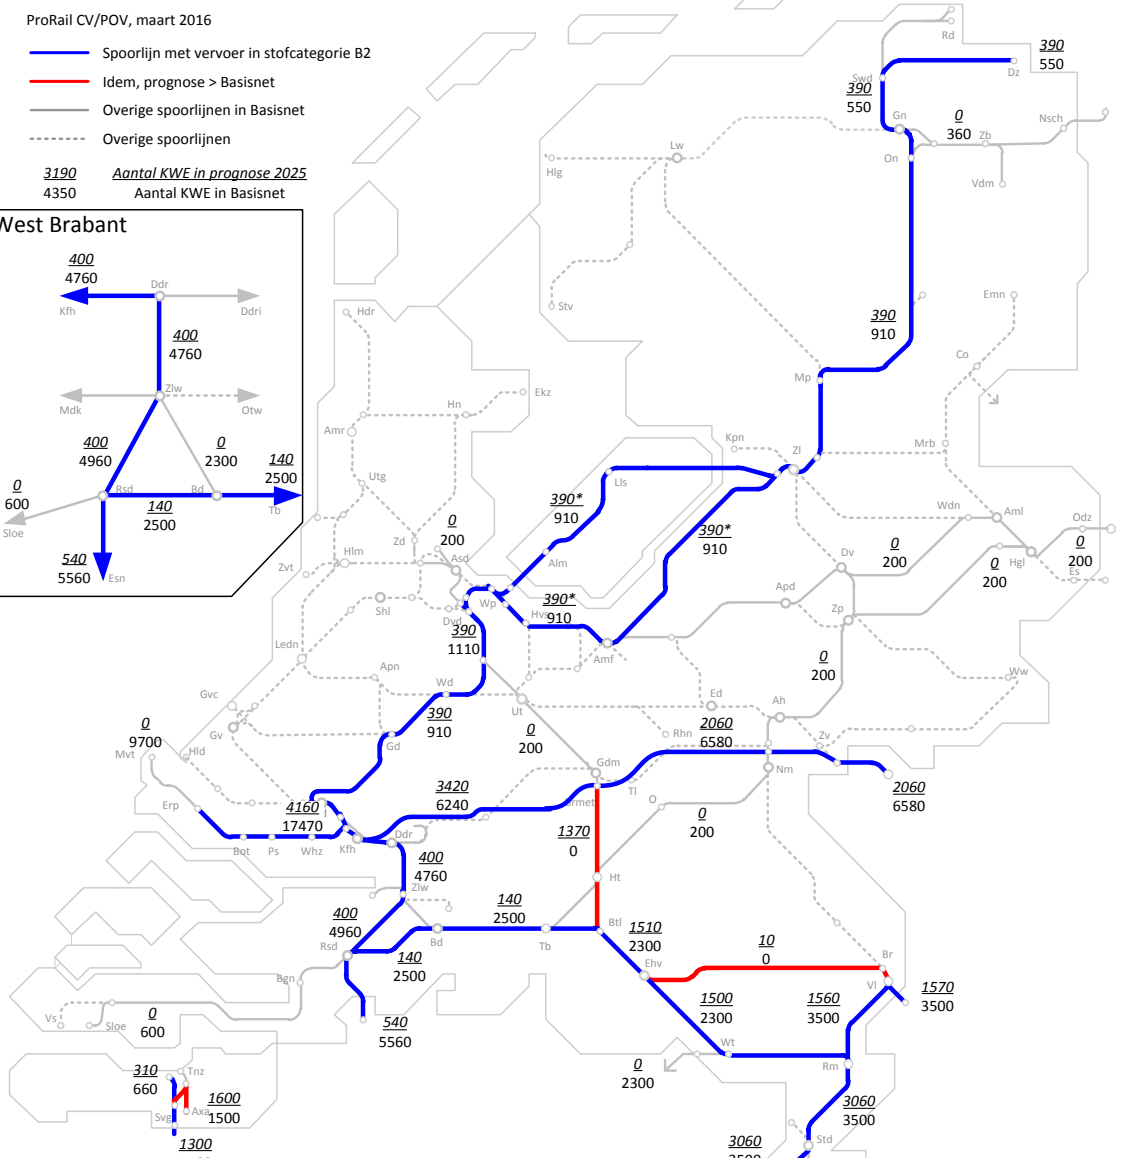 ProRail CV/POV, maart 2016
Spoorlijn met vervoer in stofcategorie B2
Idem, prognose > Basisnet
Overige spoorlijnen in Basisnet
Overige spoorlijnen
3190 Aantal KWE in prognose 2025
4350 Aantal KWE in Basisnet
West Brabant
400
4760
Ddr
Kfh
Ddri
400
4760
Zlw
Mdk
Otw
400
4960
0
2300
140
2500
0
600
Rsd
Bd
Tb
Sloe
140
2500
540
5560
Esn
Rd
390
550
Dz
Swd
390
550
Gn
0
360
Nsch
Zb
On
Vdm
Lw
Hlg
Stv
Emn
390
910
Co
Mp
Hdr
Ekz
Hn
Amr
Kpn
Zl
Mrb
Utg
Lls
390*
910
390*
910
Wdn
Aml
Odz
0
200
Zd
Asd
Hlm
Zvt
Alm
Dv
0
200
0
200
Hgl
0
200
Es
Shl
Wp
390*
910
Hvs
Dvd
Apd
Zp
390
1110
Ledn
Amf
Apn
Wd
0
200
Ww
Gvc
Gv
390
910
Ut
Ed
Ah
0
9700
Mvt
Hld
Gd
0
200
Rhn
2060
6580
Zv
Gdm
Nm
2060
6580
Erp
3420
6240
Tl
4160
17470
O
0
200
Bot
Ps
Whz
Kfh
Ddr
1370
0
400
4760
Ht
Zlw
140
2500
400
4960
Rsd
Bd
Tb
Btl
1510
2300
140
2500
10
0
Ehv
Br
Bgn
Vl
1500
2300
1560
3500
1570
3500
Vs
Sloe
0
600
540
5560
Wt
Rm
0
2300
310
660
Tnz
1600
1500
Axa
Svg
1300
3060
3500
3060
Std